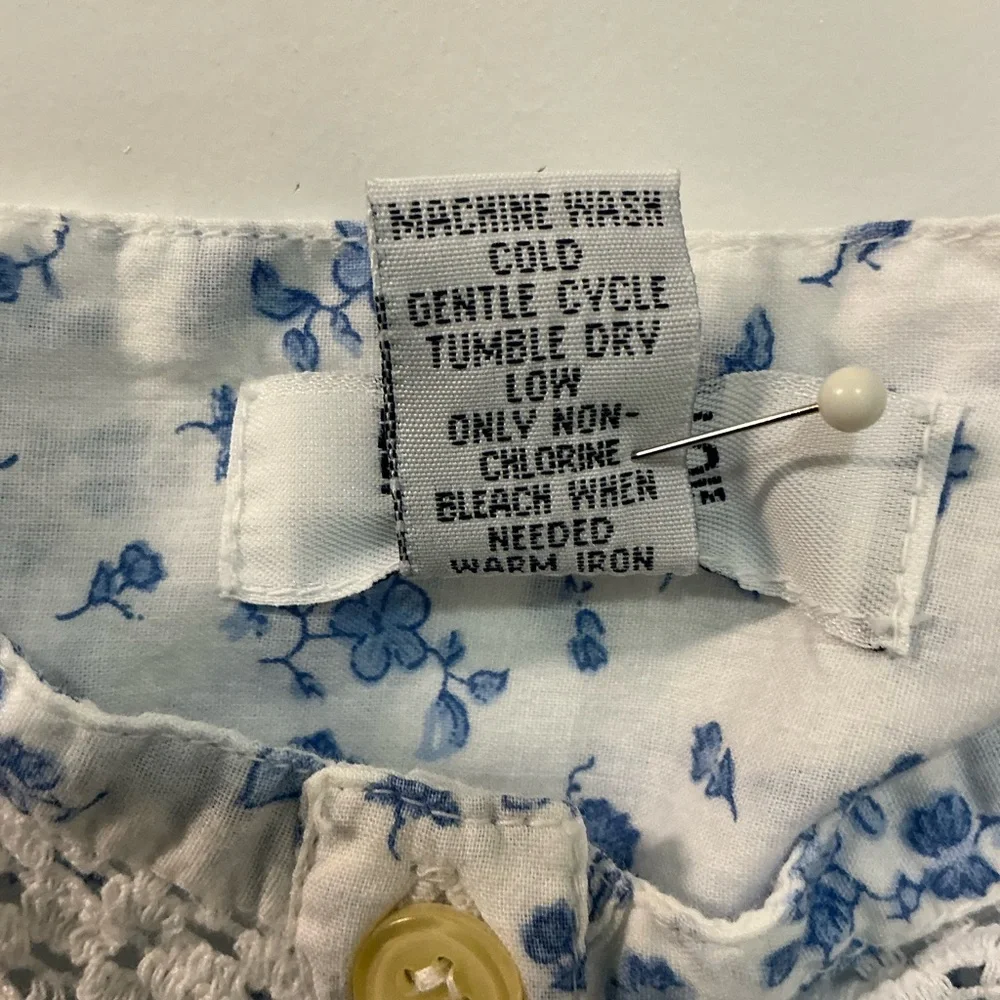 MACHINE WASH
COLD
GENTLE CYCLE
TUMBLE DRY
LOW
ONLY NON-
CHLORINE
BLEACH WHEN
NEEDED
WARM IRON